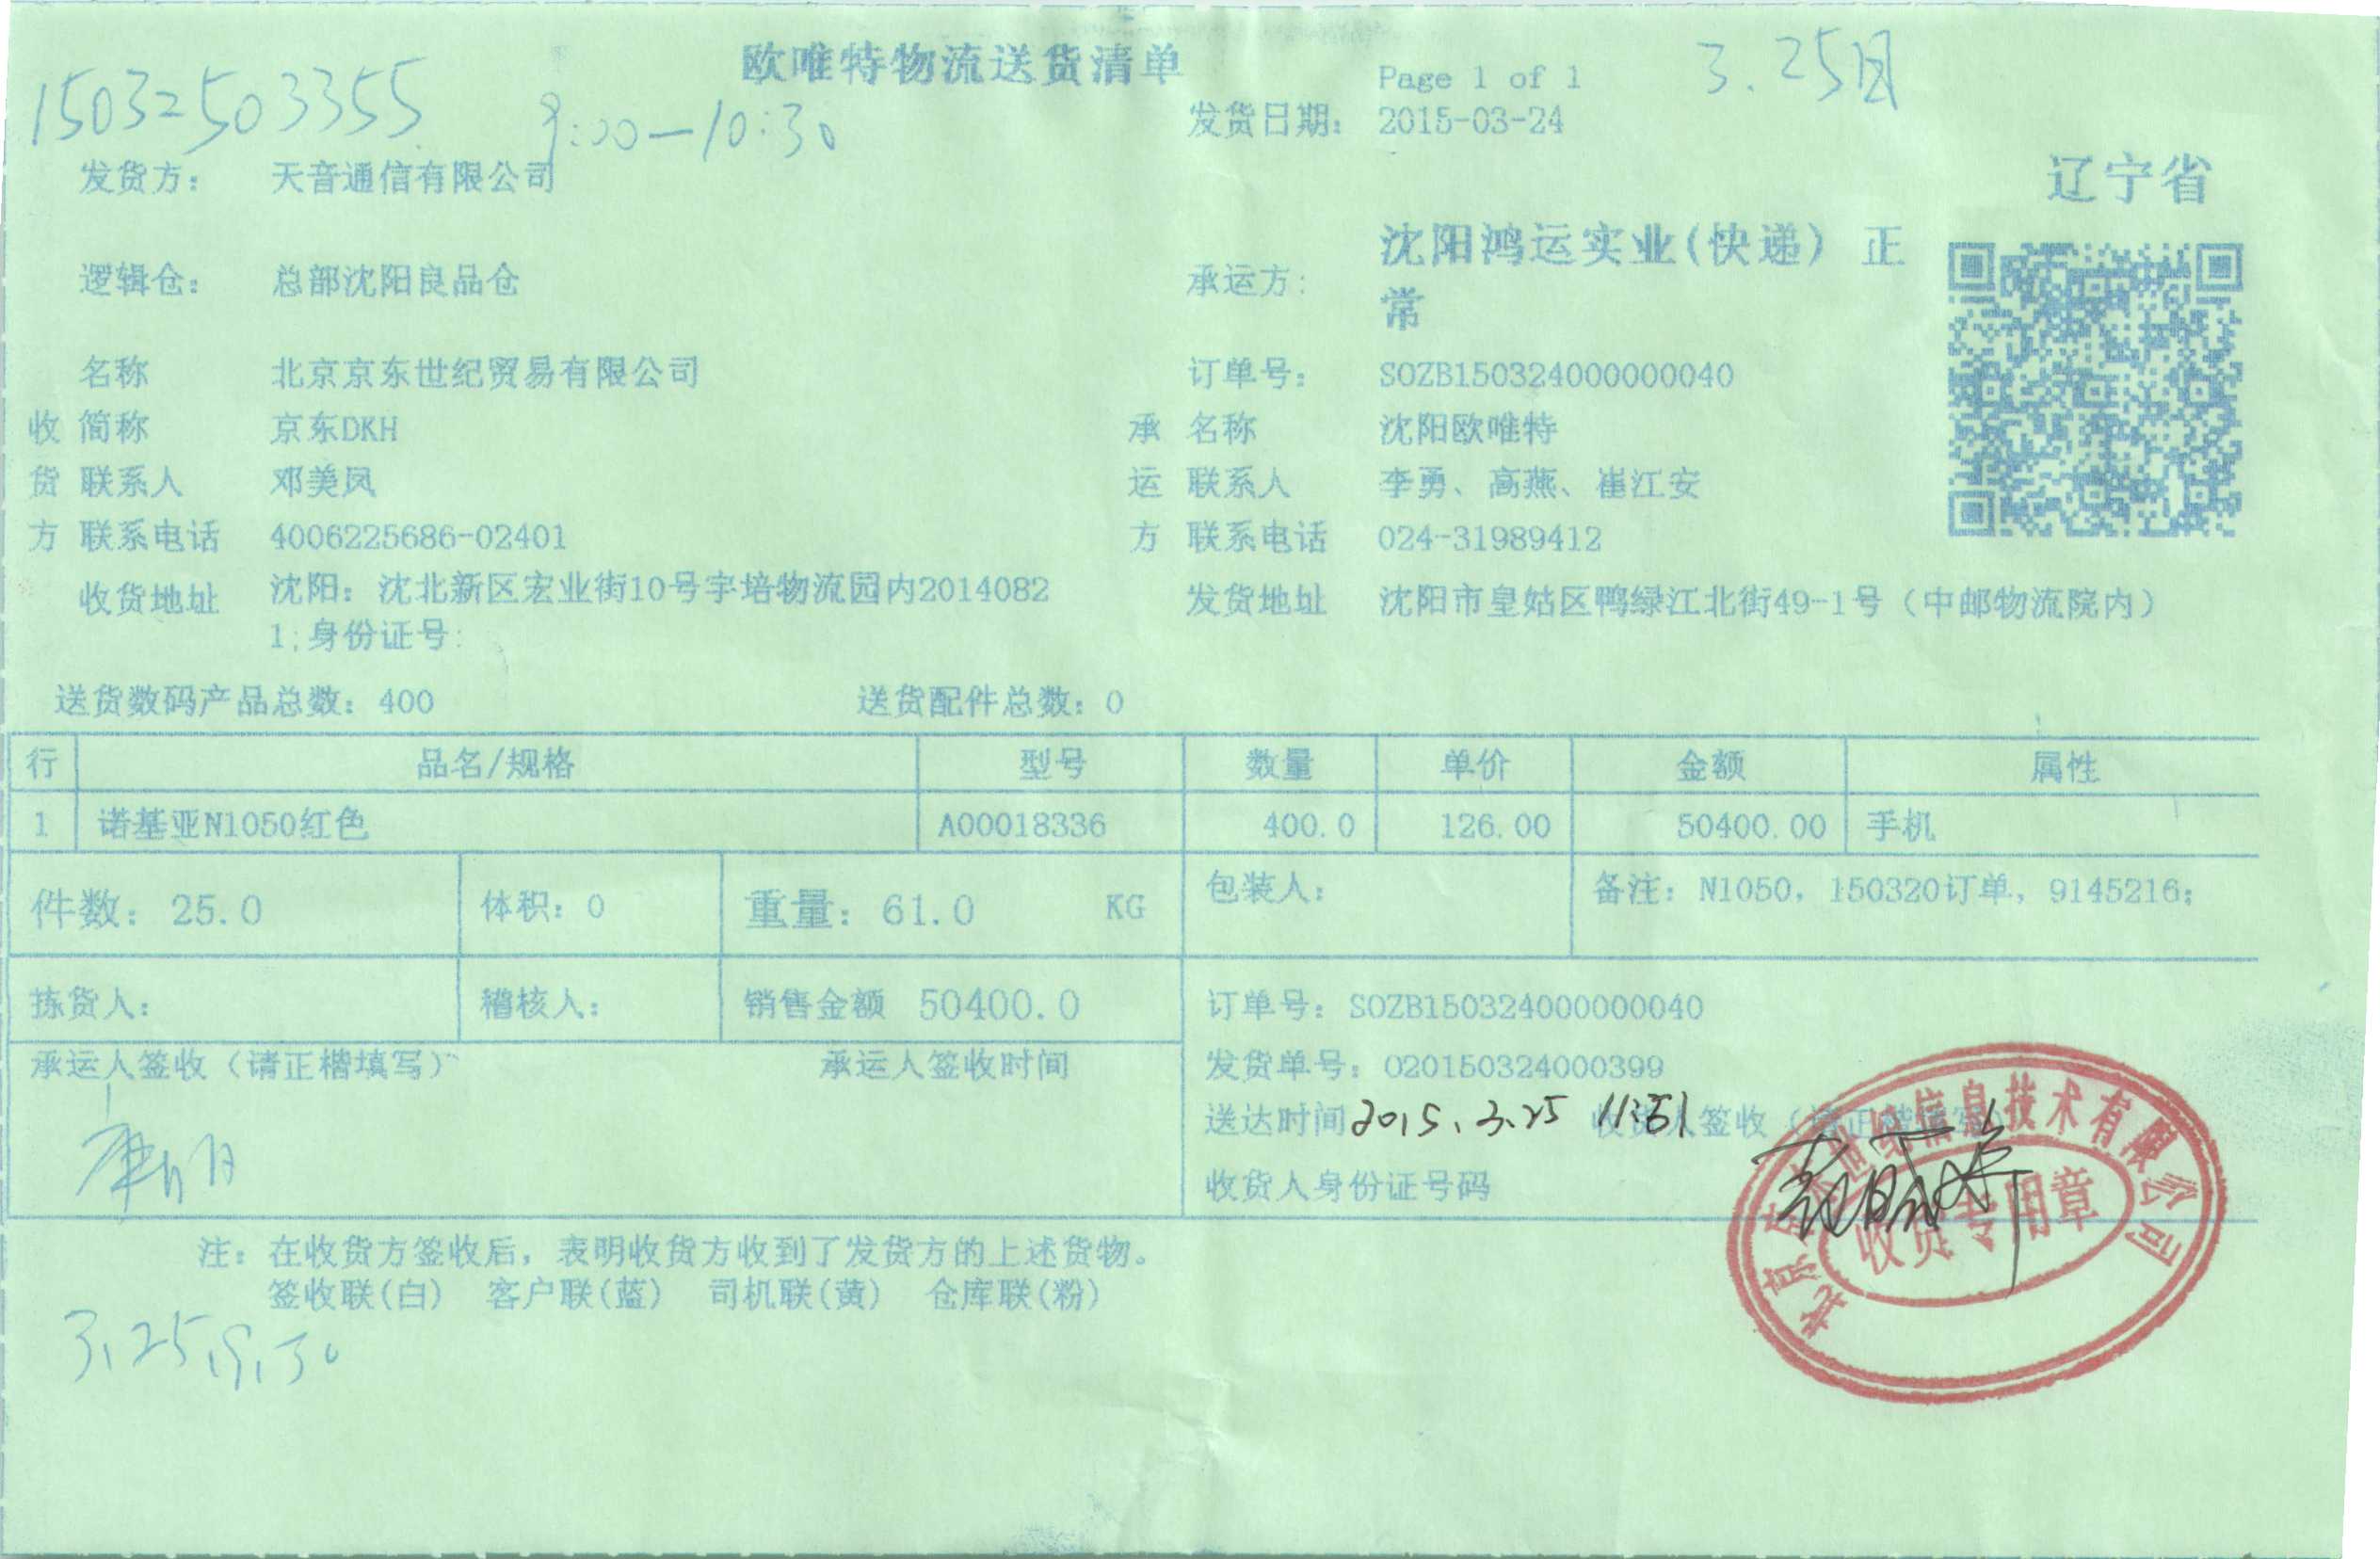 欧唯特物流送货清单
Page 1 of 1
3.25日
15032503355
9:00-10:30
发货日期: 2015-03-24
发货方: 天音通信有限公司
辽宁省
逻辑仓: 总部沈阳良品仓
承运方: 沈阳鸿运实业(快递) 正
常
名称 北京京东世纪贸易有限公司
订单号: SOZB150324000000040
收 简称 京东DKH
承 名称 沈阳欧唯特
货 联系人 邓美凤
运 联系人 李勇、高燕、崔江安
方 联系电话 4006225686-02401
方 联系电话 024-31989412
收货地址 沈阳: 沈北新区宏业街10号宇培物流园内2014082
1;身份证号:
发货地址 沈阳市皇姑区鸭绿江北街49-1号(中邮物流院内)
送货数码产品总数: 400 送货配件总数: 0
行 品名/规格 型号 数量 单价 金额 属性
1 诺基亚N1050红色 A00018336 400.0 126.00 50400.00 手机
件数: 25.0 体积: 0 重量: 61.0 KG 包装人: 备注: N1050, 150320订单, 9145216;
拣货人: 稽核人: 销售金额 50400.0 订单号: SOZB150324000000040
承运人签收(请正楷填写) 承运人签收时间
发货单号: 020150324000399
送达时间 2015.3.25 11:51 收货人签收(请正楷填写)
收货人身份证号码
收货专用章
注: 在收货方签收后, 表明收货方收到了发货方的上述货物。
签收联(白) 客户联(蓝) 司机联(黄) 仓库联(粉)
3.25.9.30